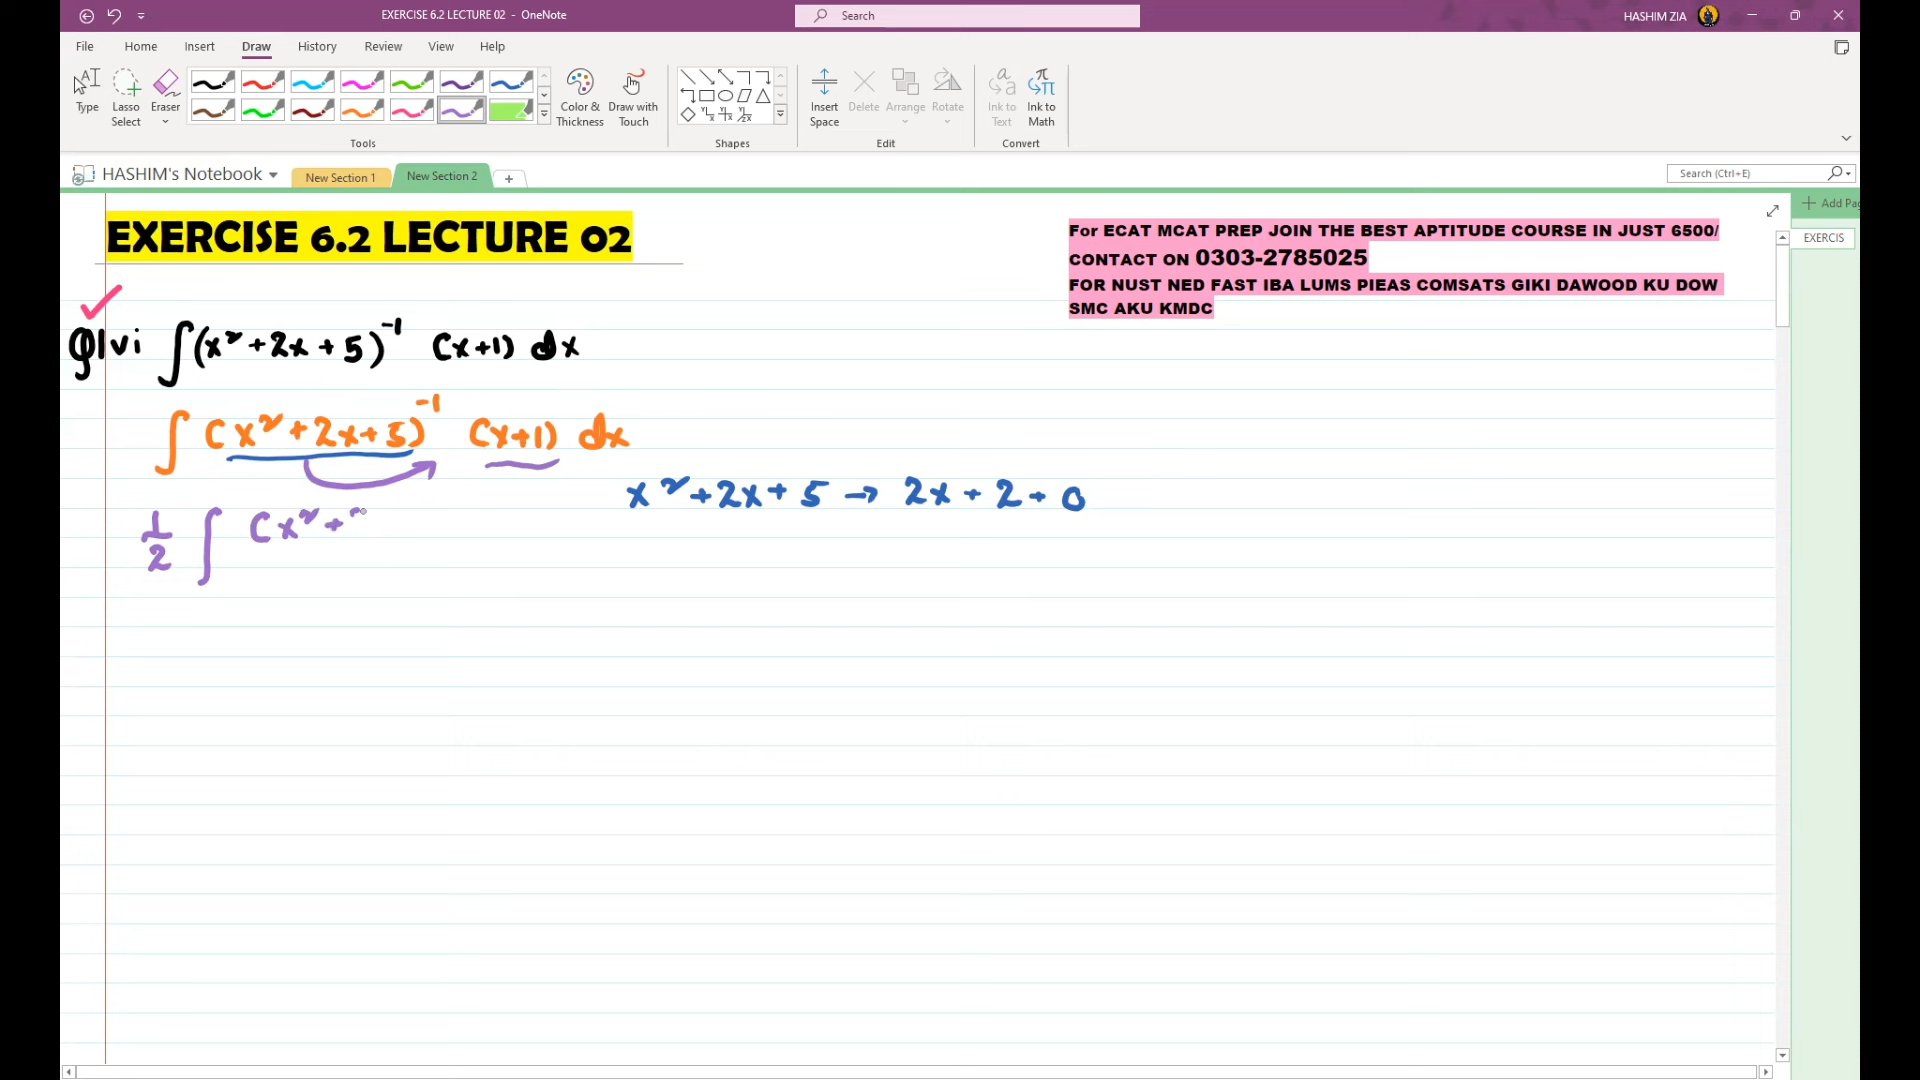 EXERCISE 6.2 LECTURE 02 - OneNote
Search
HASHIM ZIA
File Home Insert Draw History Review View Help
Type
Lasso Select
Eraser
Color & Thickness
Draw with Touch
Insert Space
Delete
Arrange
Rotate
Ink to Text
Ink to Math
Tools Shapes Edit Convert
HASHIM's Notebook
New Section 1
New Section 2
Search (Ctrl+E)
Add Pag
EXERCIS
EXERCISE 6.2 LECTURE 02
For ECAT MCAT PREP JOIN THE BEST APTITUDE COURSE IN JUST 6500/
CONTACT ON 0303-2785025
FOR NUST NED FAST IBA LUMS PIEAS COMSATS GIKI DAWOOD KU DOW
SMC AKU KMDC
Q1vi ∫(x²+2x+5)⁻¹ (x+1) dx
∫(x²+2x+5)⁻¹ (x+1) dx
x²+2x+5 → 2x+2+0
1/2 ∫ (x²+